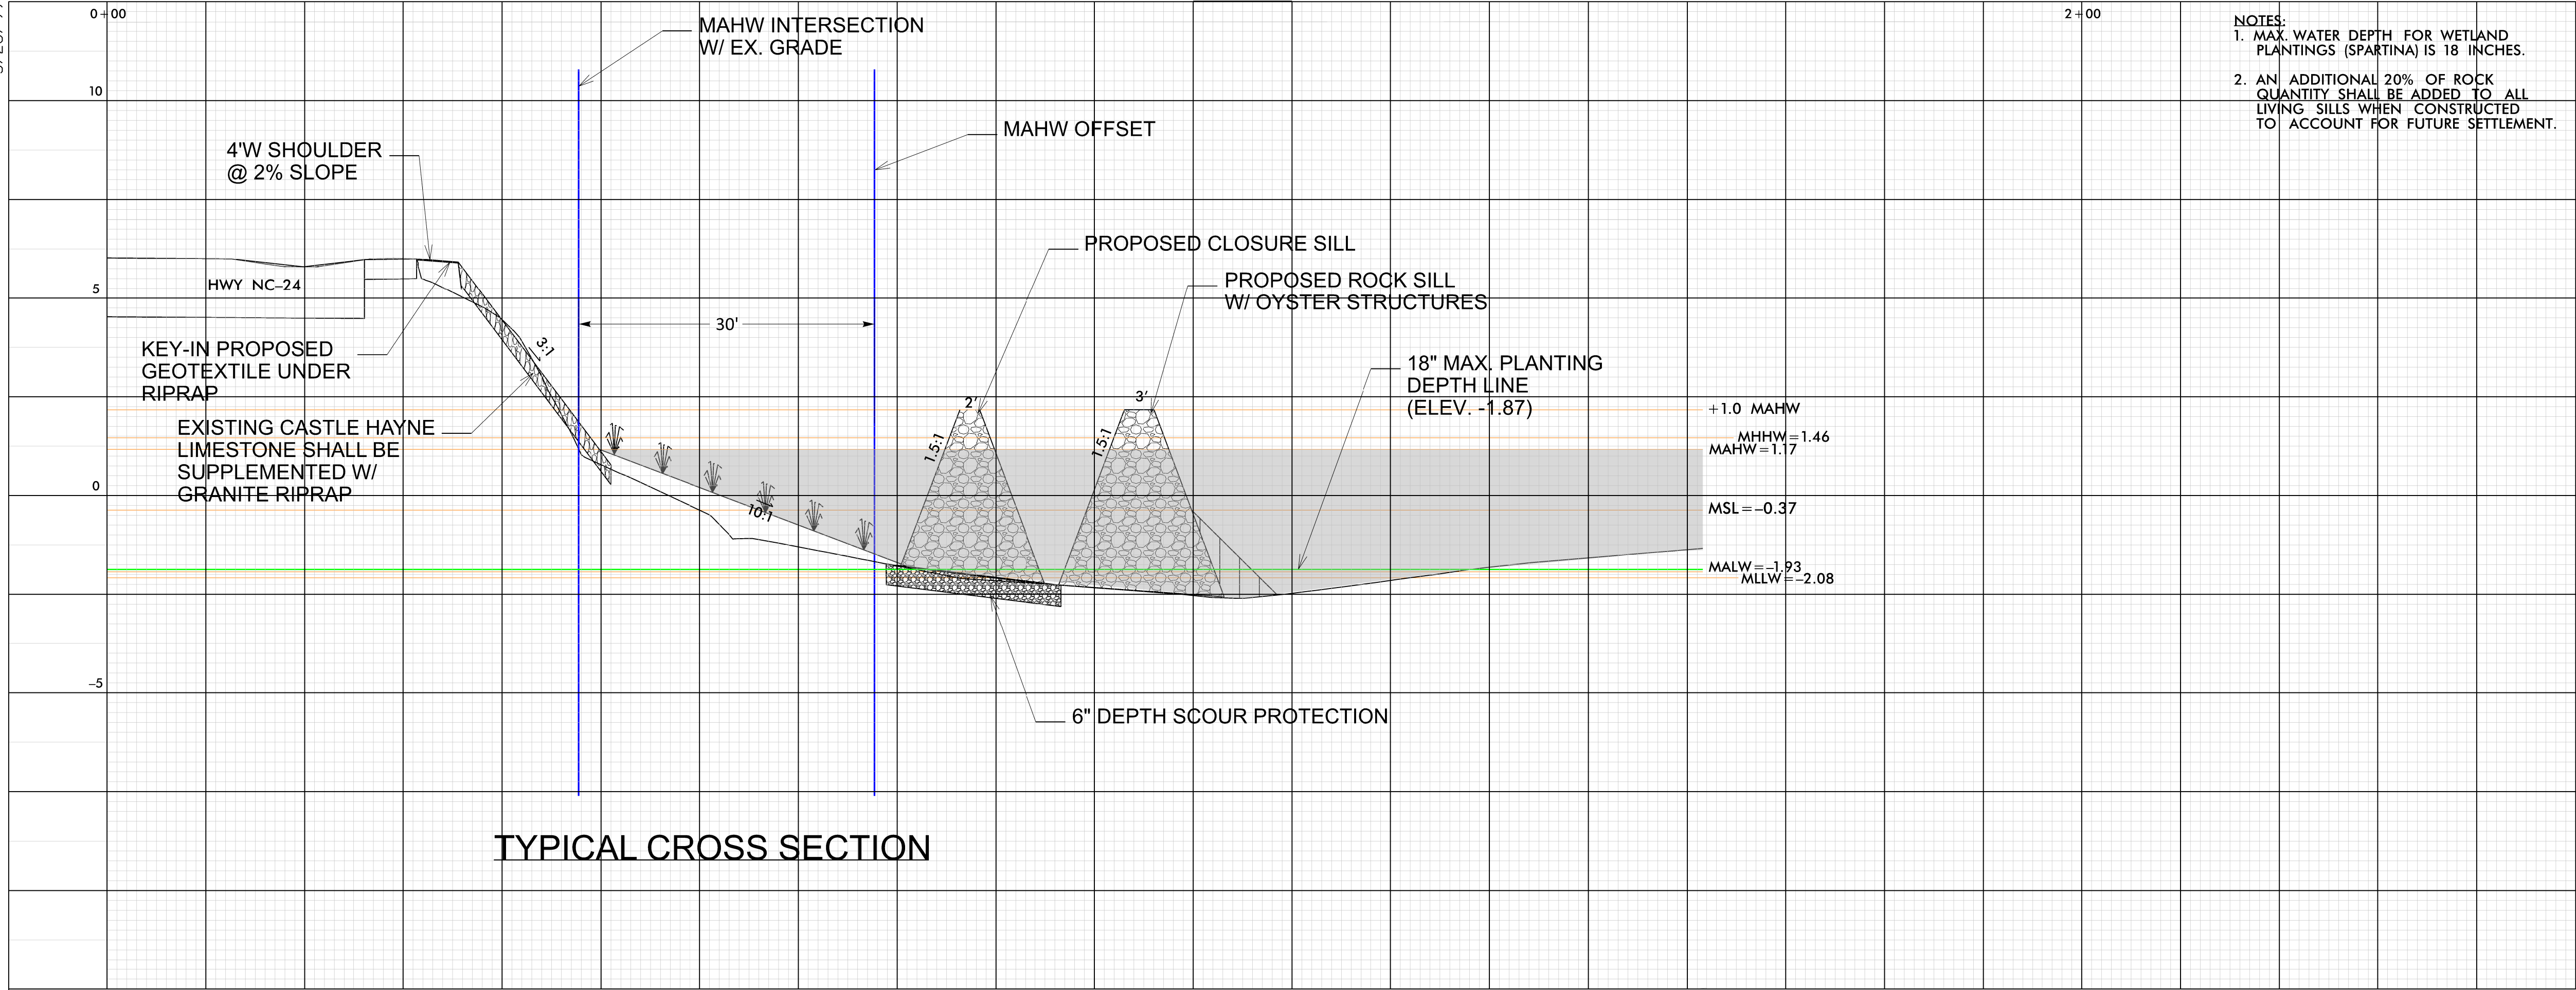 0+00
2+00
NOTES:
1. MAX. WATER DEPTH FOR WETLAND
PLANTINGS (SPARTINA) IS 18 INCHES.
2. AN ADDITIONAL 20% OF ROCK
QUANTITY SHALL BE ADDED TO ALL
LIVING SILLS WHEN CONSTRUCTED
TO ACCOUNT FOR FUTURE SETTLEMENT.
MAHW INTERSECTION
W/ EX. GRADE
10
MAHW OFFSET
4'W SHOULDER
@ 2% SLOPE
PROPOSED CLOSURE SILL
PROPOSED ROCK SILL
W/ OYSTER STRUCTURES
HWY NC-24
5
30'
3:1
KEY-IN PROPOSED
GEOTEXTILE UNDER
RIPRAP
18" MAX. PLANTING
DEPTH LINE
(ELEV. -1.87)
2'
3'
+1.0 MAHW
EXISTING CASTLE HAYNE
LIMESTONE SHALL BE
SUPPLEMENTED W/
GRANITE RIPRAP
1.5:1
1.5:1
MHHW=1.46
MAHW=1.17
0
10:1
MSL=-0.37
MALW=-1.93
MLLW=-2.08
-5
6" DEPTH SCOUR PROTECTION
TYPICAL CROSS SECTION